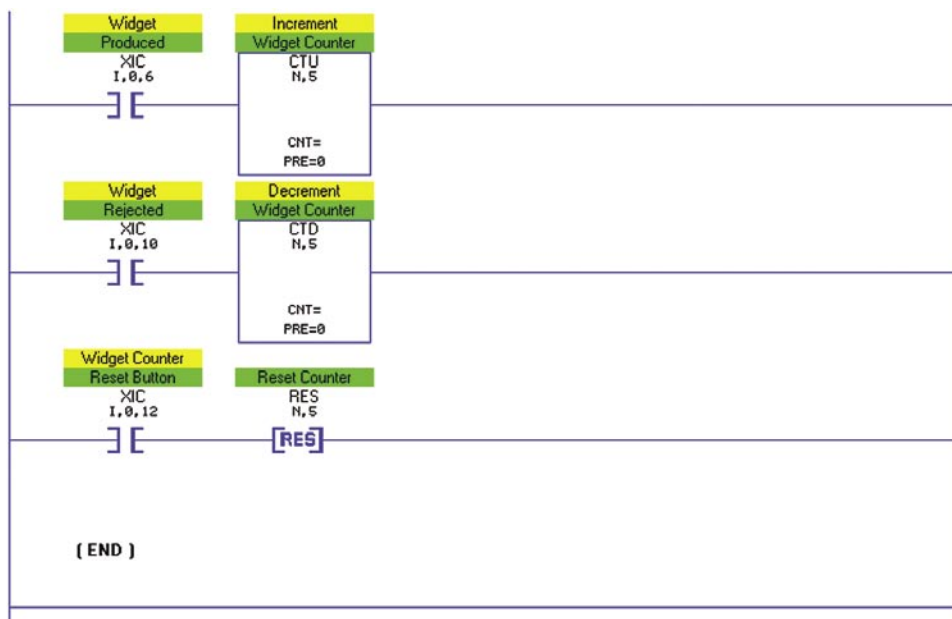 Widget
Produced
XIC
I,0,6
Increment
Widget Counter
CTU
N,5
CNT=
PRE=0
Widget
Rejected
XIC
I,0,10
Decrement
Widget Counter
CTD
N,5
CNT=
PRE=0
Widget Counter
Reset Button
XIC
I,0,12
Reset Counter
RES
N,5
RES
( END )